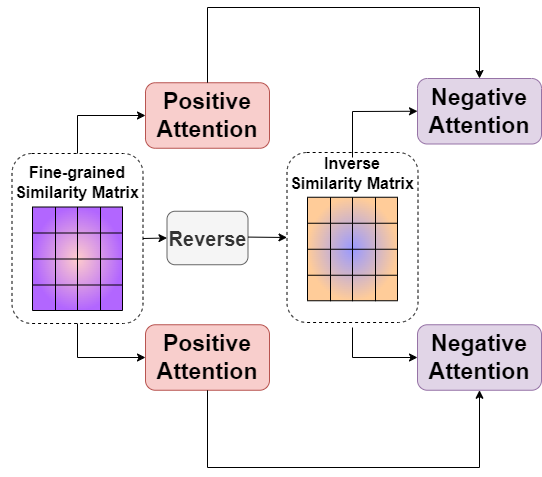 Positive
Attention
Negative
Attention
Fine-grained
Similarity Matrix
Reverse
Inverse
Similarity Matrix
Positive
Attention
Negative
Attention